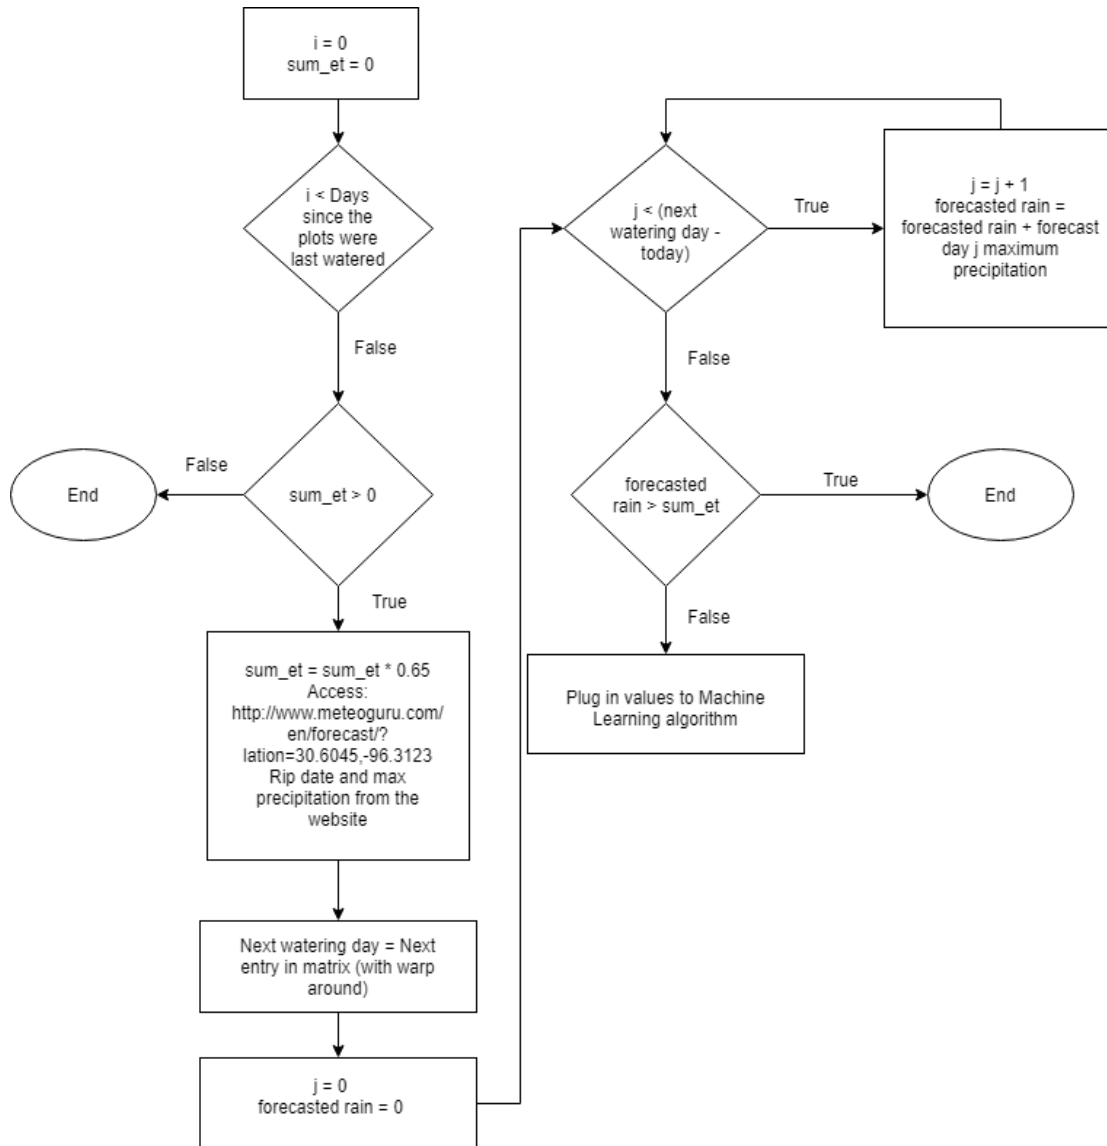 i = 0
sum_et = 0
i < Days
since the
plots were
last watered
False
sum_et > 0
False
End
True
sum_et = sum_et * 0.65
Access:
http://www.meteoguru.com/
en/forecast/?
lation=30.6045,-96.3123
Rip date and max
precipitation from the
website
Next watering day = Next
entry in matrix (with warp
around)
j = 0
forecasted rain = 0
j < (next
watering day -
today)
True
j = j + 1
forecasted rain =
forecasted rain + forecast
day j maximum
precipitation
False
forecasted
rain > sum_et
True
End
False
Plug in values to Machine
Learning algorithm